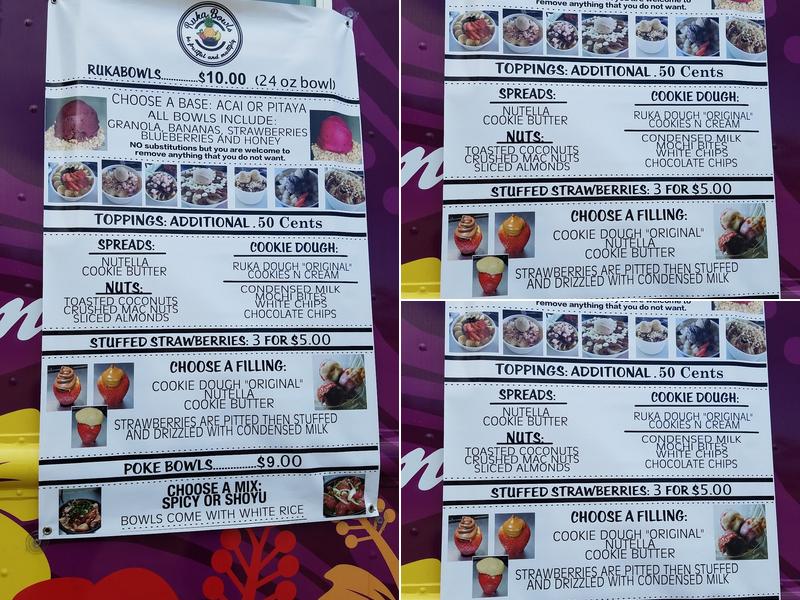 Ruka Bowls
RUKABOWLS............$10.00 (24 oz bowl)
CHOOSE A BASE: ACAI OR PITAYA
ALL BOWLS INCLUDE:
GRANOLA, BANANAS, STRAWBERRIES
BLUEBERRIES AND HONEY
NO substitutions but you are welcome to
remove anything that you do not want.
TOPPINGS: ADDITIONAL .50 Cents
SPREADS:
NUTELLA
COOKIE BUTTER
NUTS:
TOASTED COCONUTS
CRUSHED MAC NUTS
SLICED ALMONDS
COOKIE DOUGH:
RUKA DOUGH "ORIGINAL"
COOKIES N CREAM
CONDENSED MILK
MOCHI BITES
WHITE CHIPS
CHOCOLATE CHIPS
STUFFED STRAWBERRIES: 3 FOR $5.00
CHOOSE A FILLING:
COOKIE DOUGH "ORIGINAL"
NUTELLA
COOKIE BUTTER
STRAWBERRIES ARE PITTED THEN STUFFED
AND DRIZZLED WITH CONDENSED MILK
POKE BOWLS............$9.00
CHOOSE A MIX:
SPICY OR SHOYU
BOWLS COME WITH WHITE RICE
remove anything that you do not want.
TOPPINGS: ADDITIONAL .50 Cents
SPREADS:
NUTELLA
COOKIE BUTTER
NUTS:
TOASTED COCONUTS
CRUSHED MAC NUTS
SLICED ALMONDS
COOKIE DOUGH:
RUKA DOUGH "ORIGINAL"
COOKIES N CREAM
CONDENSED MILK
MOCHI BITES
WHITE CHIPS
CHOCOLATE CHIPS
STUFFED STRAWBERRIES: 3 FOR $5.00
CHOOSE A FILLING:
COOKIE DOUGH "ORIGINAL"
NUTELLA
COOKIE BUTTER
STRAWBERRIES ARE PITTED THEN STUFFED
AND DRIZZLED WITH CONDENSED MILK
remove anything that you do not want.
TOPPINGS: ADDITIONAL .50 Cents
SPREADS:
NUTELLA
COOKIE BUTTER
NUTS:
TOASTED COCONUTS
CRUSHED MAC NUTS
SLICED ALMONDS
COOKIE DOUGH:
RUKA DOUGH "ORIGINAL"
COOKIES N CREAM
CONDENSED MILK
MOCHI BITES
WHITE CHIPS
CHOCOLATE CHIPS
STUFFED STRAWBERRIES: 3 FOR $5.00
CHOOSE A FILLING:
COOKIE DOUGH "ORIGINAL"
NUTELLA
COOKIE BUTTER
STRAWBERRIES ARE PITTED THEN STUFFED
AND DRIZZLED WITH CONDENSED MILK